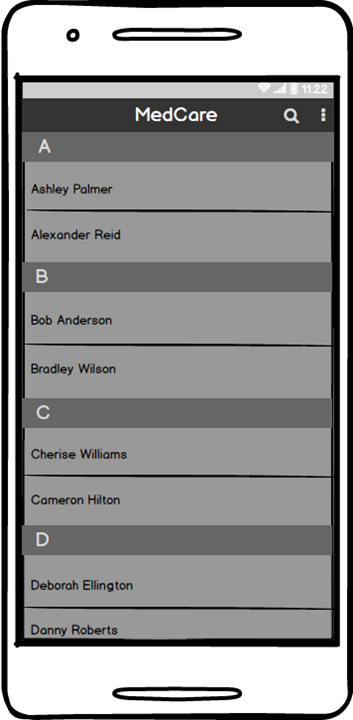 11:22
MedCare
A
Ashley Palmer
Alexander Reid
B
Bob Anderson
Bradley Wilson
C
Cherise Williams
Cameron Hilton
D
Deborah Ellington
Danny Roberts